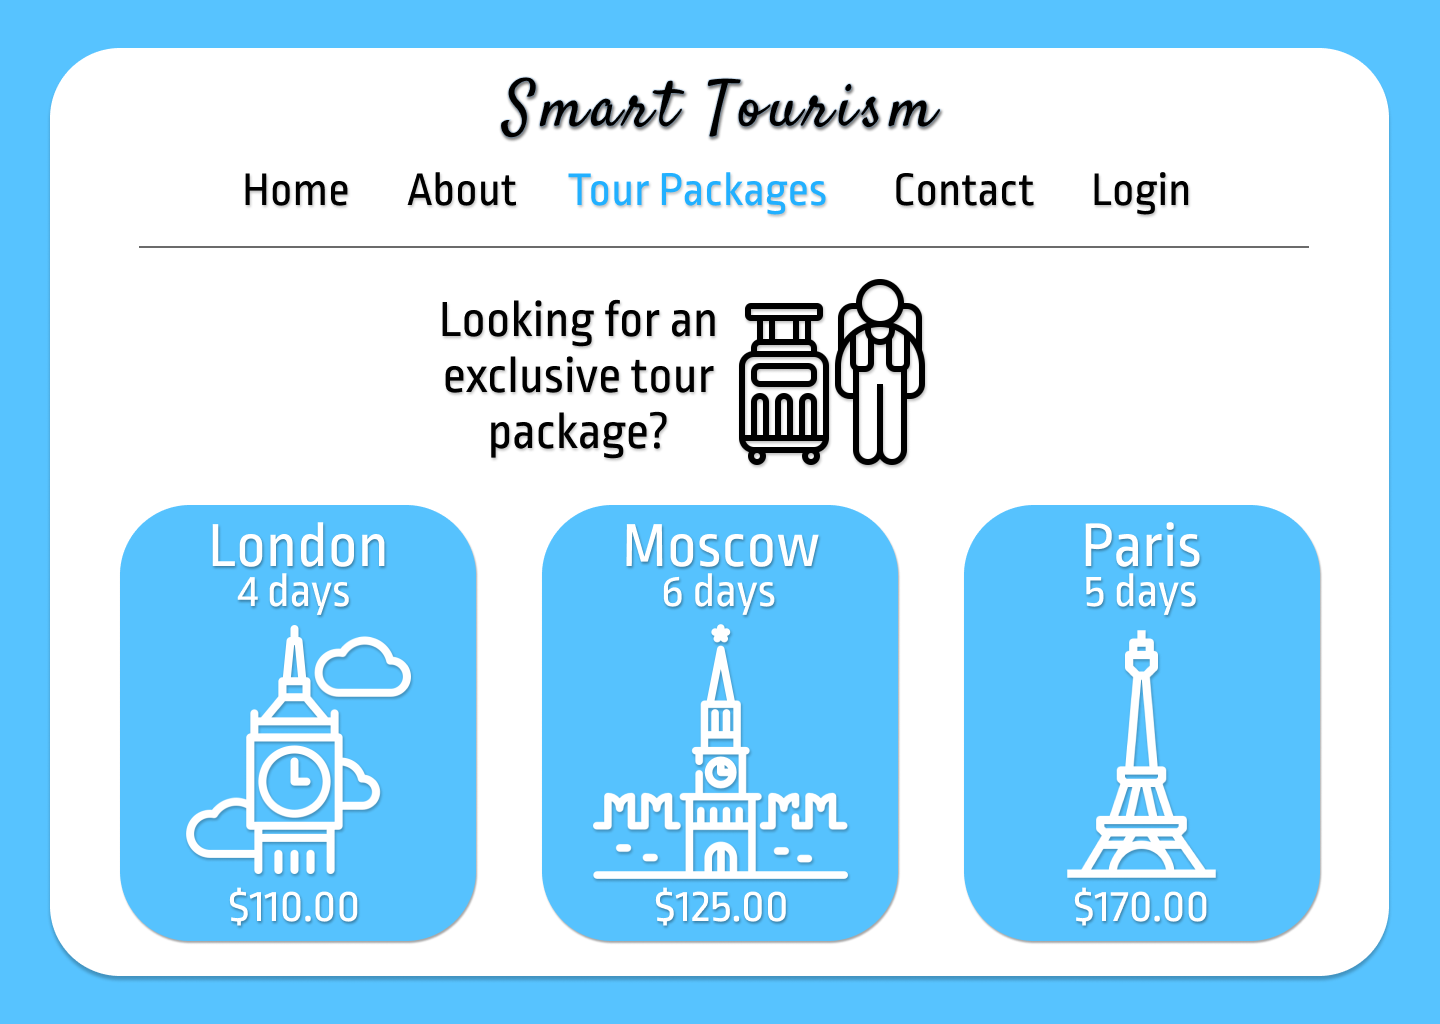 Smart Tourism
Home About Tour Packages Contact Login
Looking for an
exclusive tour
package?
London
4 days
$110.00
Moscow
6 days
$125.00
Paris
5 days
$170.00